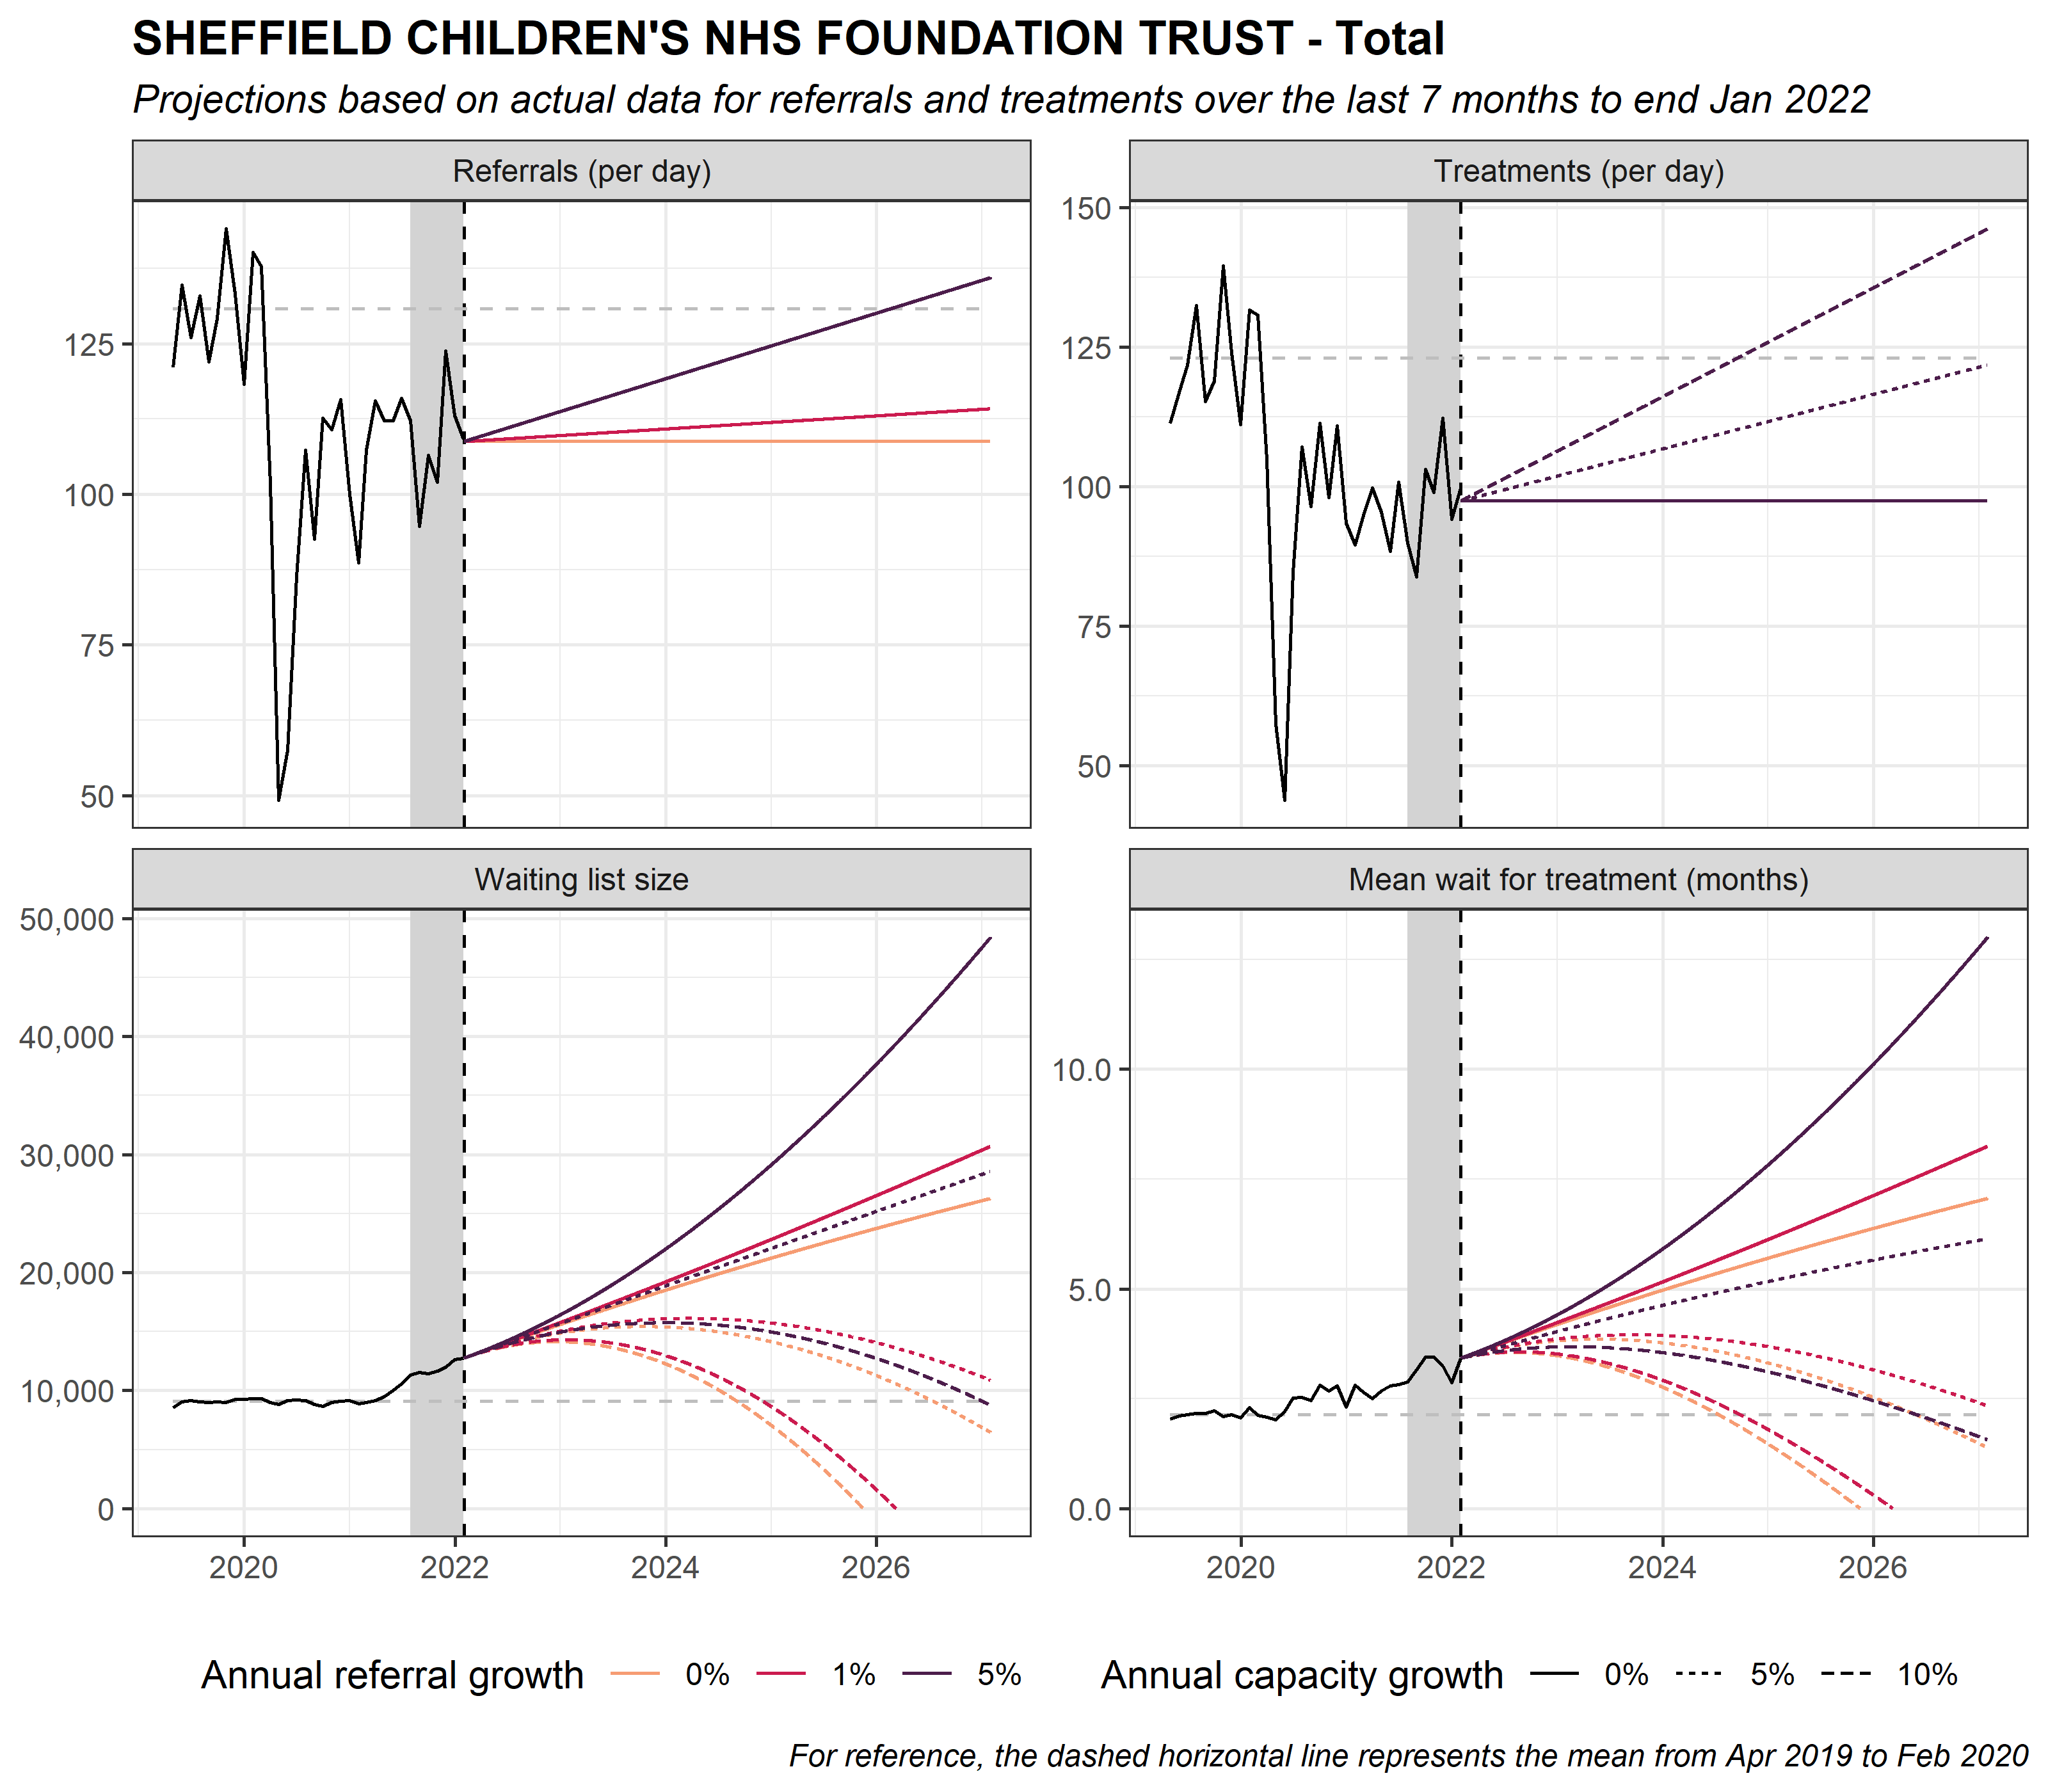 SHEFFIELD CHILDREN'S NHS FOUNDATION TRUST - Total
Projections based on actual data for referrals and treatments over the last 7 months to end Jan 2022
Referrals (per day)
125
100
75
50
Treatments (per day)
150
125
100
75
50
Waiting list size
50,000
40,000
30,000
20,000
10,000
0
2020 2022 2024 2026
Mean wait for treatment (months)
10.0
5.0
0.0
2020 2022 2024 2026
Annual referral growth 0% 1% 5%
Annual capacity growth 0% 5% 10%
For reference, the dashed horizontal line represents the mean from Apr 2019 to Feb 2020